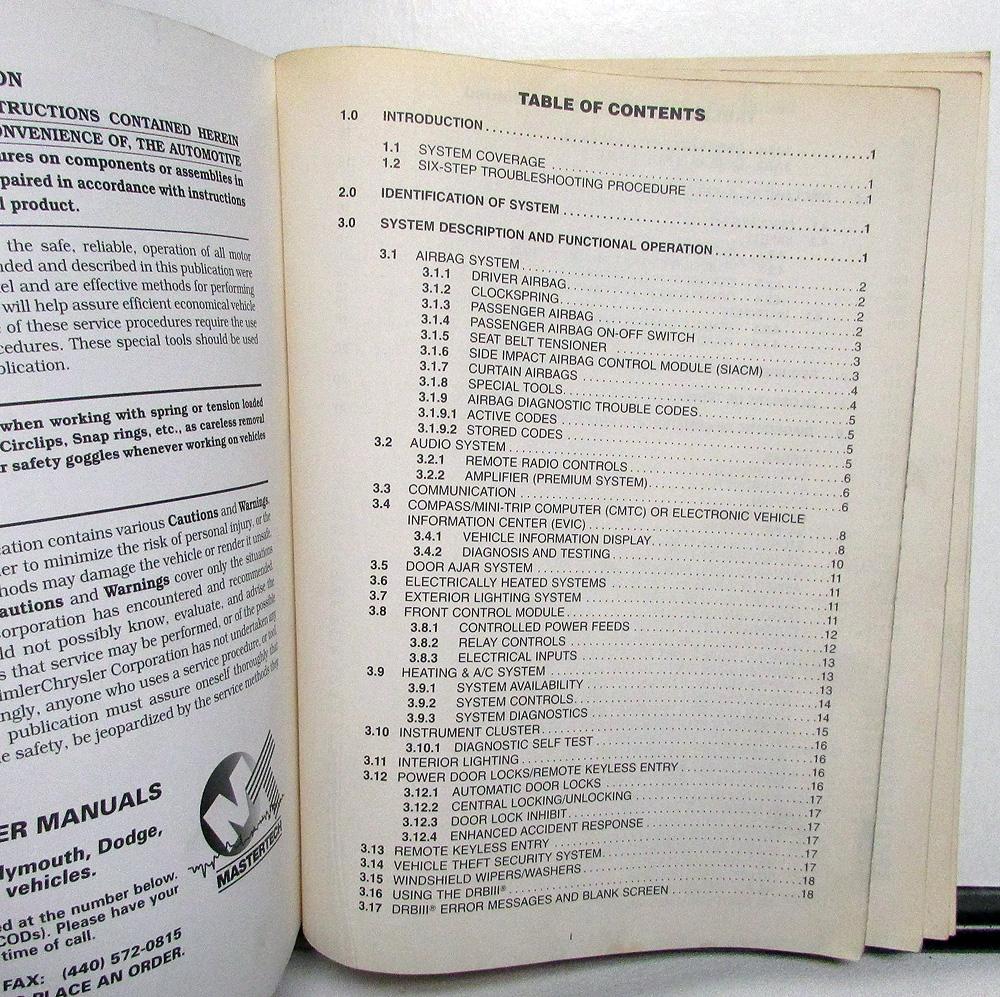 ON
TRUCTIONS CONTAINED HEREIN
ONVENIENCE OF, THE AUTOMOTIVE
ures on components or assemblies in
paired in accordance with instructions
l product.
the safe, reliable, operation of all motor
nded and described in this publication were
el and are effective methods for performing
will help assure efficient economical vehicle
of these service procedures require the use
cedures. These special tools should be used
blication.
when working with spring or tension loaded
Circlips, Snap rings, etc., as careless removal
r safety goggles whenever working on vehicles
cation contains various Cautions and Warnings,
er to minimize the risk of personal injury, or the
hods may damage the vehicle or render it unsafe.
autions and Warnings cover only the situations
orporation has encountered and recommended.
ld not possibly know, evaluate, and advise the
s that service may be performed, or of the possible
imlerChrysler Corporation has not undertaken any
ngly, anyone who uses a service procedure, or tool,
publication must assure oneself thoroughly that
e safety, be jeopardized by the service methods they
ER MANUALS
lymouth, Dodge,
vehicles.
ed at the number below.
CODs). Please have your
time of call.
FAX: (440) 572-0815
PLACE AN ORDER.
MASTERTECH
TABLE OF CONTENTS
1.0 INTRODUCTION 1
1.1 SYSTEM COVERAGE 1
1.2 SIX-STEP TROUBLESHOOTING PROCEDURE 1
2.0 IDENTIFICATION OF SYSTEM 1
3.0 SYSTEM DESCRIPTION AND FUNCTIONAL OPERATION 1
3.1 AIRBAG SYSTEM 2
3.1.1 DRIVER AIRBAG 2
3.1.2 CLOCKSPRING 2
3.1.3 PASSENGER AIRBAG 2
3.1.4 PASSENGER AIRBAG ON-OFF SWITCH 3
3.1.5 SEAT BELT TENSIONER 3
3.1.6 SIDE IMPACT AIRBAG CONTROL MODULE (SIACM) 3
3.1.7 CURTAIN AIRBAGS 4
3.1.8 SPECIAL TOOLS 4
3.1.9 AIRBAG DIAGNOSTIC TROUBLE CODES 5
3.1.9.1 ACTIVE CODES 5
3.1.9.2 STORED CODES 5
3.2 AUDIO SYSTEM 5
3.2.1 REMOTE RADIO CONTROLS 6
3.2.2 AMPLIFIER (PREMIUM SYSTEM) 6
3.3 COMMUNICATION 6
3.4 COMPASS/MINI-TRIP COMPUTER (CMTC) OR ELECTRONIC VEHICLE
INFORMATION CENTER (EVIC) 8
3.4.1 VEHICLE INFORMATION DISPLAY 8
3.4.2 DIAGNOSIS AND TESTING 10
3.5 DOOR AJAR SYSTEM 11
3.6 ELECTRICALLY HEATED SYSTEMS 11
3.7 EXTERIOR LIGHTING SYSTEM 11
3.8 FRONT CONTROL MODULE 11
3.8.1 CONTROLLED POWER FEEDS 12
3.8.2 RELAY CONTROLS 12
3.8.3 ELECTRICAL INPUTS 13
3.9 HEATING & A/C SYSTEM 13
3.9.1 SYSTEM AVAILABILITY 13
3.9.2 SYSTEM CONTROLS 14
3.9.3 SYSTEM DIAGNOSTICS 14
3.10 INSTRUMENT CLUSTER 15
3.10.1 DIAGNOSTIC SELF TEST 16
3.11 INTERIOR LIGHTING 16
3.12 POWER DOOR LOCKS/REMOTE KEYLESS ENTRY 16
3.12.1 AUTOMATIC DOOR LOCKS 16
3.12.2 CENTRAL LOCKING/UNLOCKING 17
3.12.3 DOOR LOCK INHIBIT 17
3.12.4 ENHANCED ACCIDENT RESPONSE 17
3.13 REMOTE KEYLESS ENTRY 17
3.14 VEHICLE THEFT SECURITY SYSTEM 17
3.15 WINDSHIELD WIPERS/WASHERS 18
3.16 USING THE DRBIII® 18
3.17 DRBIII® ERROR MESSAGES AND BLANK SCREEN 18
i